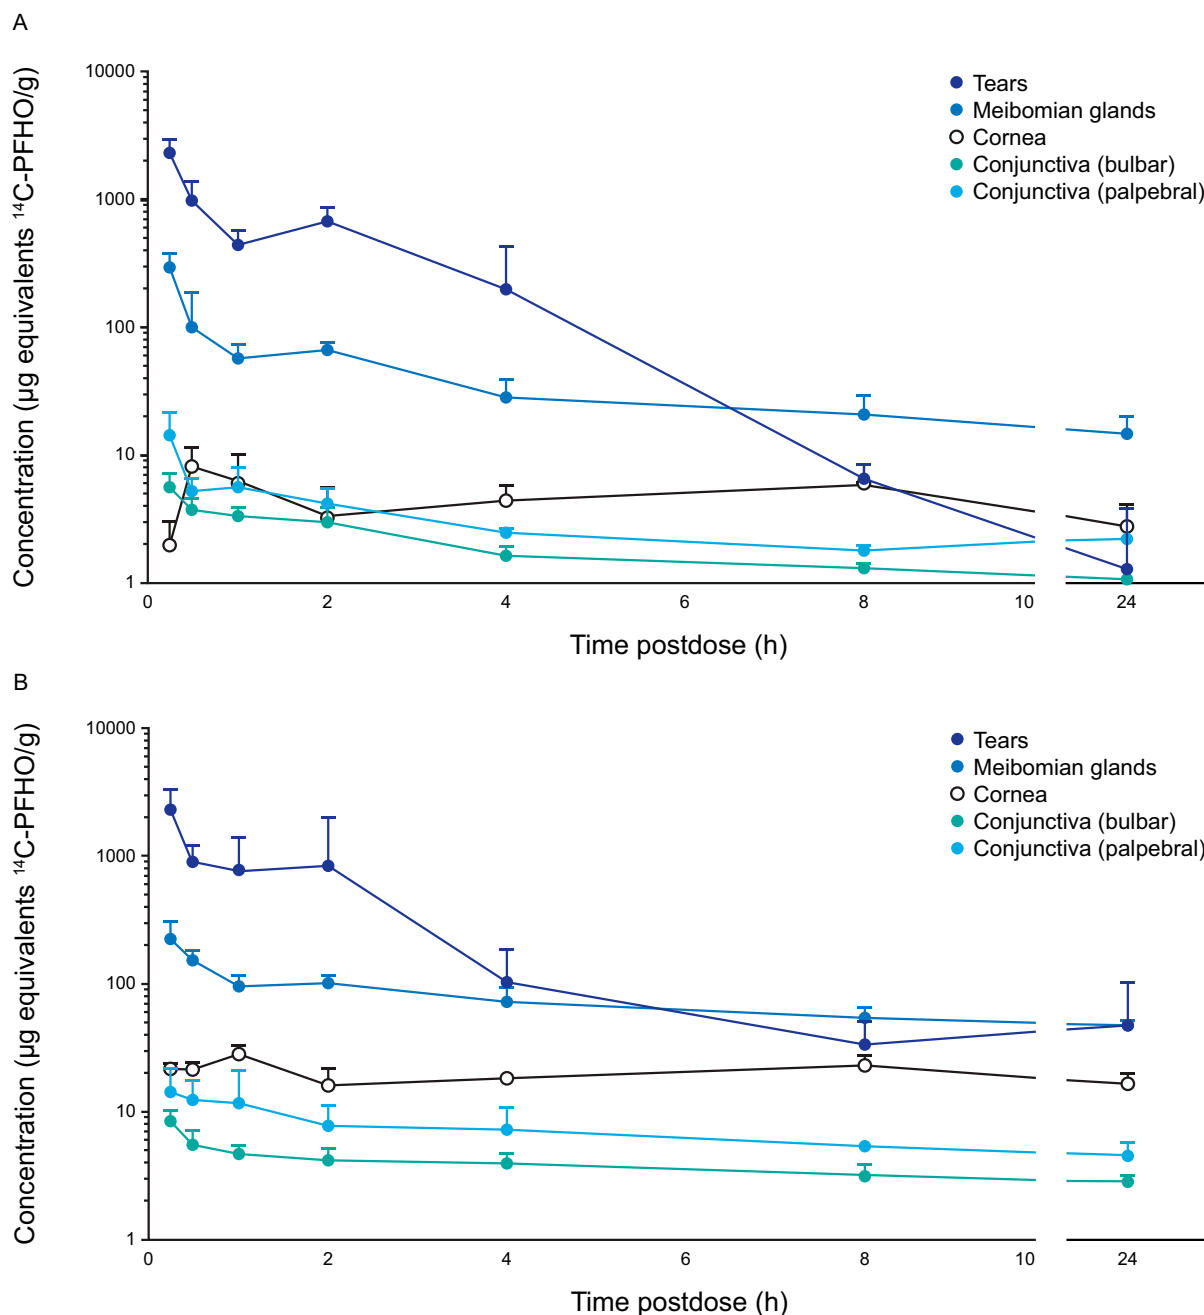 A
10000
1000
100
10
1
Concentration (µg equivalents ¹⁴C-PFHO/g)
Tears
Meibomian glands
Cornea
Conjunctiva (bulbar)
Conjunctiva (palpebral)
0 2 4 6 8 10 24
Time postdose (h)
B
10000
1000
100
10
1
Concentration (µg equivalents ¹⁴C-PFHO/g)
Tears
Meibomian glands
Cornea
Conjunctiva (bulbar)
Conjunctiva (palpebral)
0 2 4 6 8 10 24
Time postdose (h)